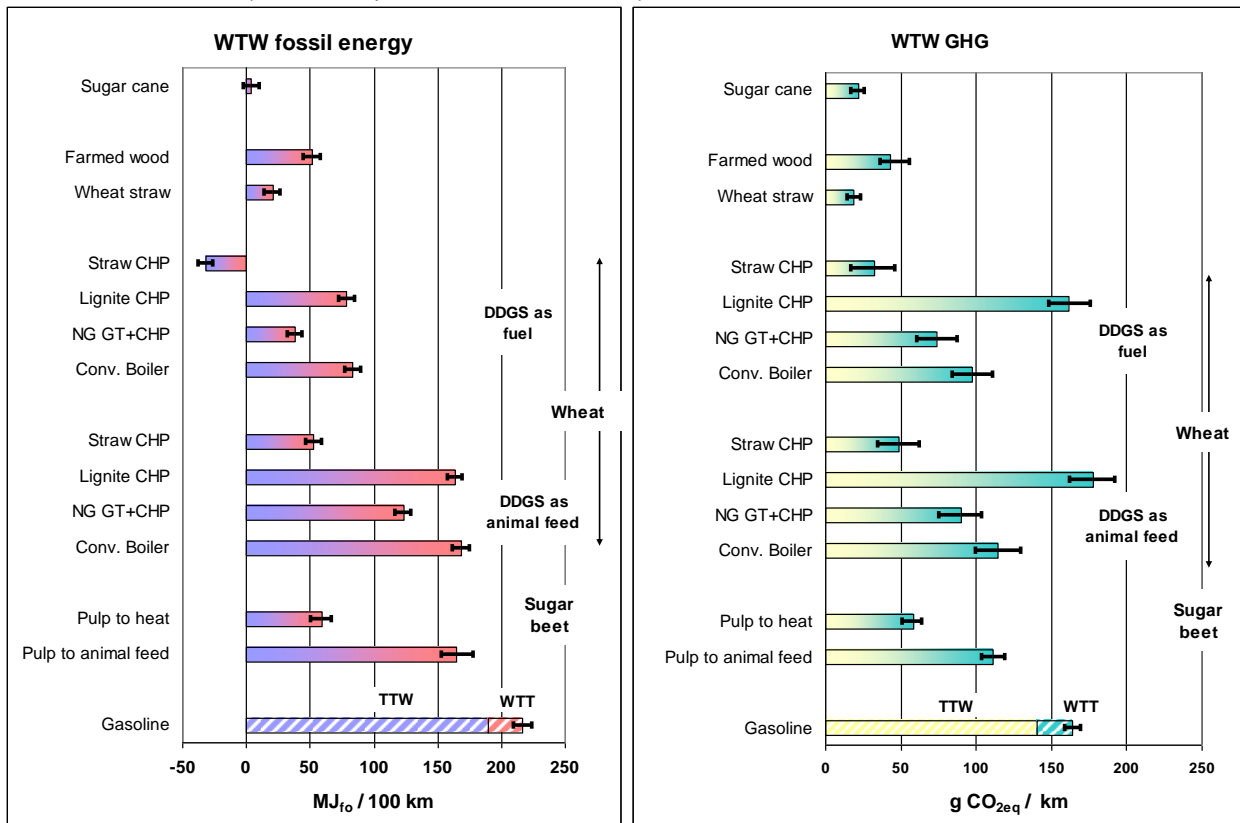 WTW fossil energy
Sugar cane
Farmed wood
Wheat straw
Straw CHP
Lignite CHP
NG GT+CHP
Conv. Boiler
DDGS as
fuel
Wheat
Straw CHP
Lignite CHP
NG GT+CHP
Conv. Boiler
DDGS as
animal feed
Pulp to heat
Pulp to animal feed
Sugar
beet
TTW
WTT
Gasoline
-50 0 50 100 150 200 250
MJfo / 100 km
WTW GHG
Sugar cane
Farmed wood
Wheat straw
Straw CHP
Lignite CHP
NG GT+CHP
Conv. Boiler
DDGS as
fuel
Wheat
Straw CHP
Lignite CHP
NG GT+CHP
Conv. Boiler
DDGS as
animal feed
Pulp to heat
Pulp to animal feed
Sugar
beet
TTW
WTT
Gasoline
0 50 100 150 200 250
g CO2eq / km